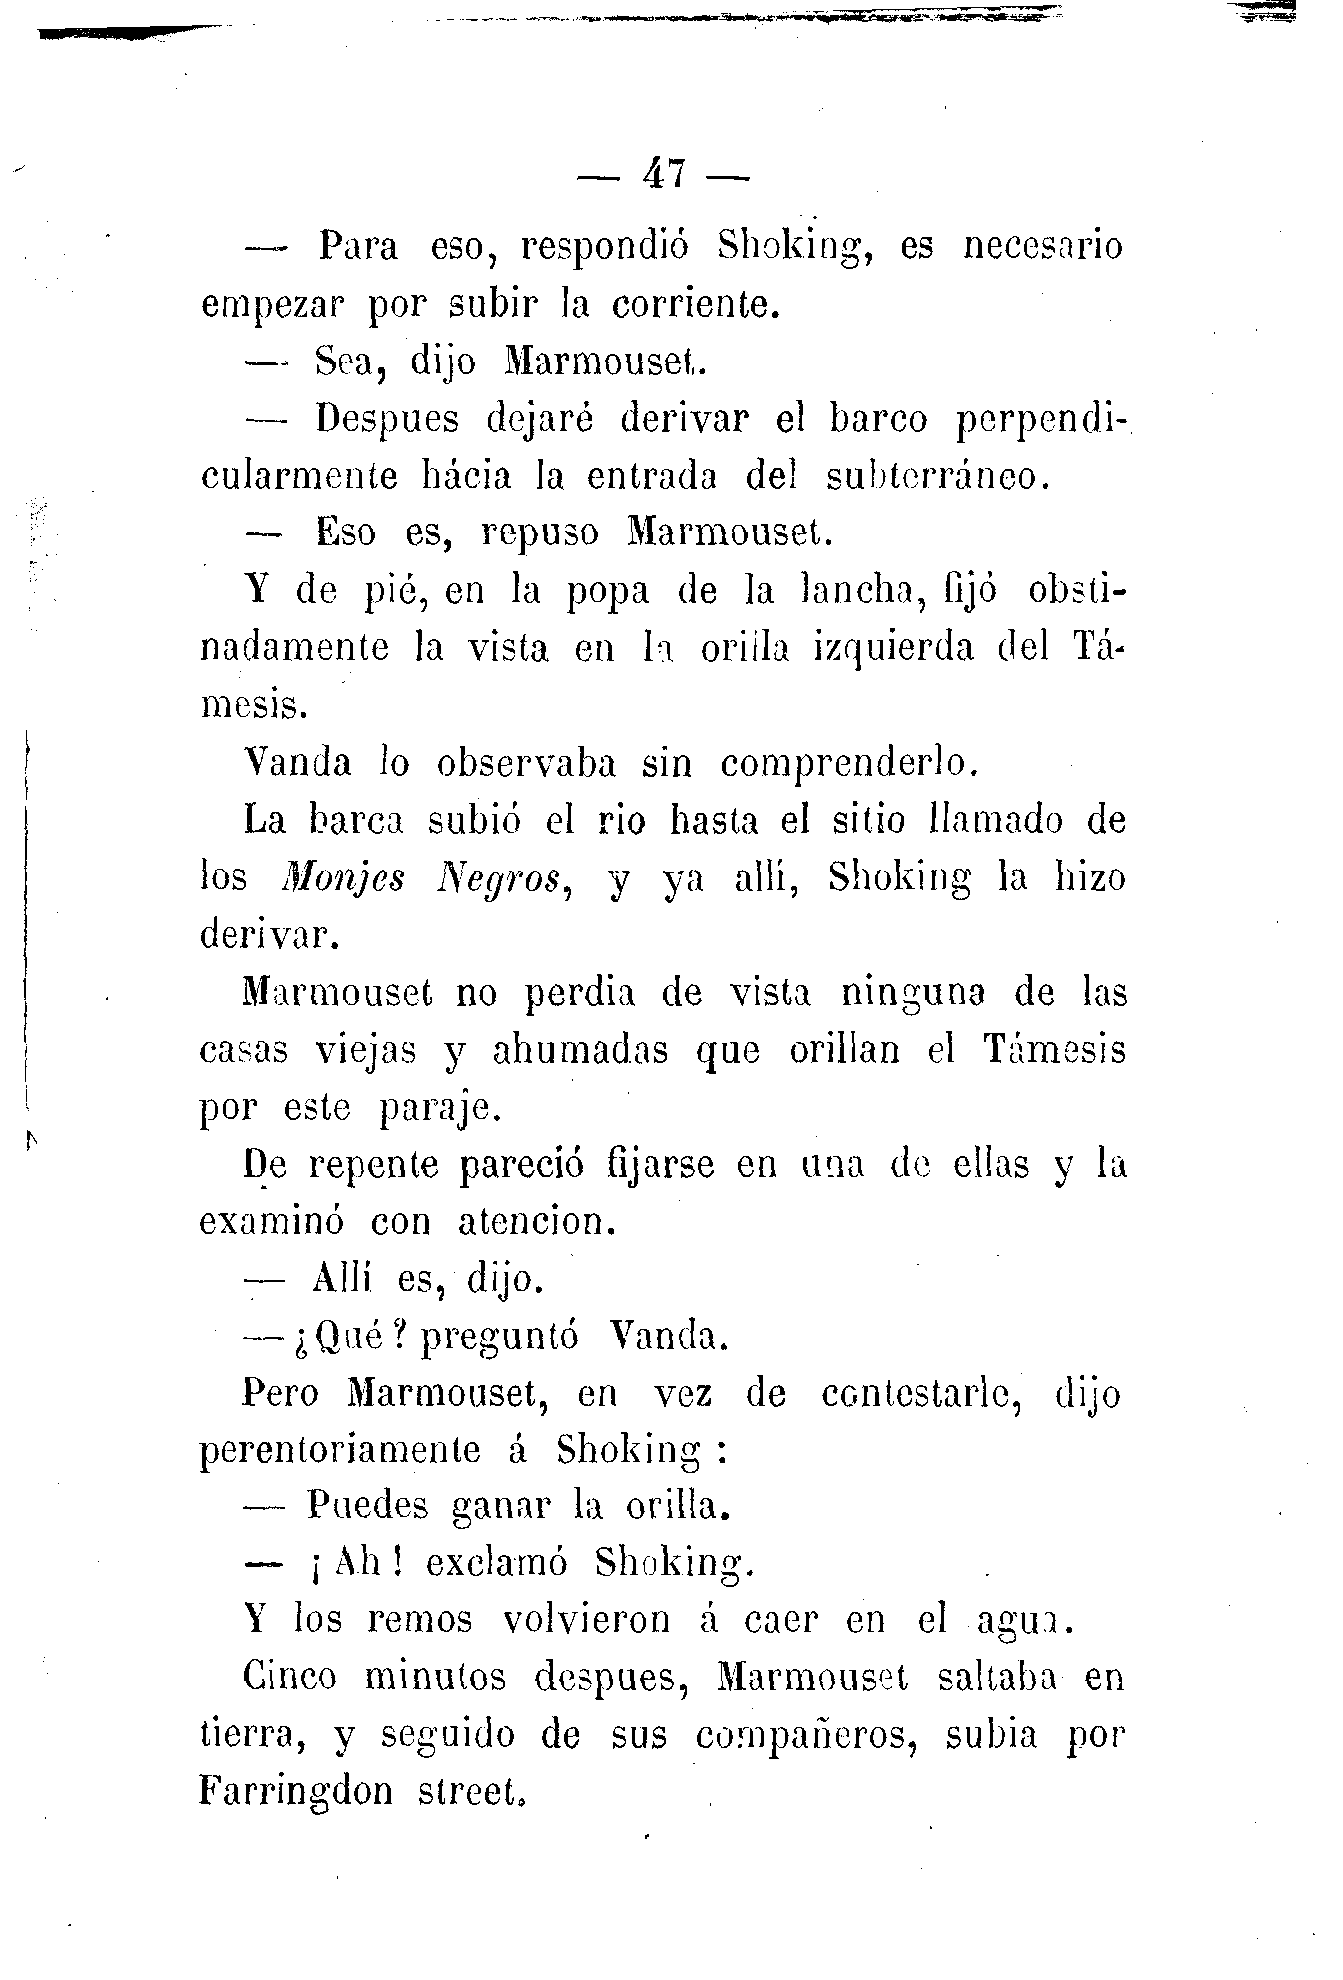 — 47 —
— Para eso, respondió Shoking, es necesario
empezar por subir la corriente.
— Sea, dijo Marmouset.
— Despues dejaré derivar el barco perpendi-
cularmente hácia la entrada del subterráneo.
— Eso es, repuso Marmouset.
Y de pié, en la popa de la lancha, fijó obsti-
nadamente la vista en la orilla izquierda del Tá-
mesis.
Vanda lo observaba sin comprenderlo.
La barca subió el rio hasta el sitio llamado de
los Monjes Negros, y ya allí, Shoking la hizo
derivar.
Marmouset no perdia de vista ninguna de las
casas viejas y ahumadas que orillan el Támesis
por este paraje.
De repente pareció fijarse en una de ellas y la
examinó con atencion.
— Allí es, dijo.
— ¿Qué? preguntó Vanda.
Pero Marmouset, en vez de contestarle, dijo
perentoriamente á Shoking :
— Puedes ganar la orilla.
— ¡Ah! exclamó Shoking.
Y los remos volvieron á caer en el agua.
Cinco minutos despues, Marmouset saltaba en
tierra, y seguido de sus compañeros, subia por
Farringdon street.